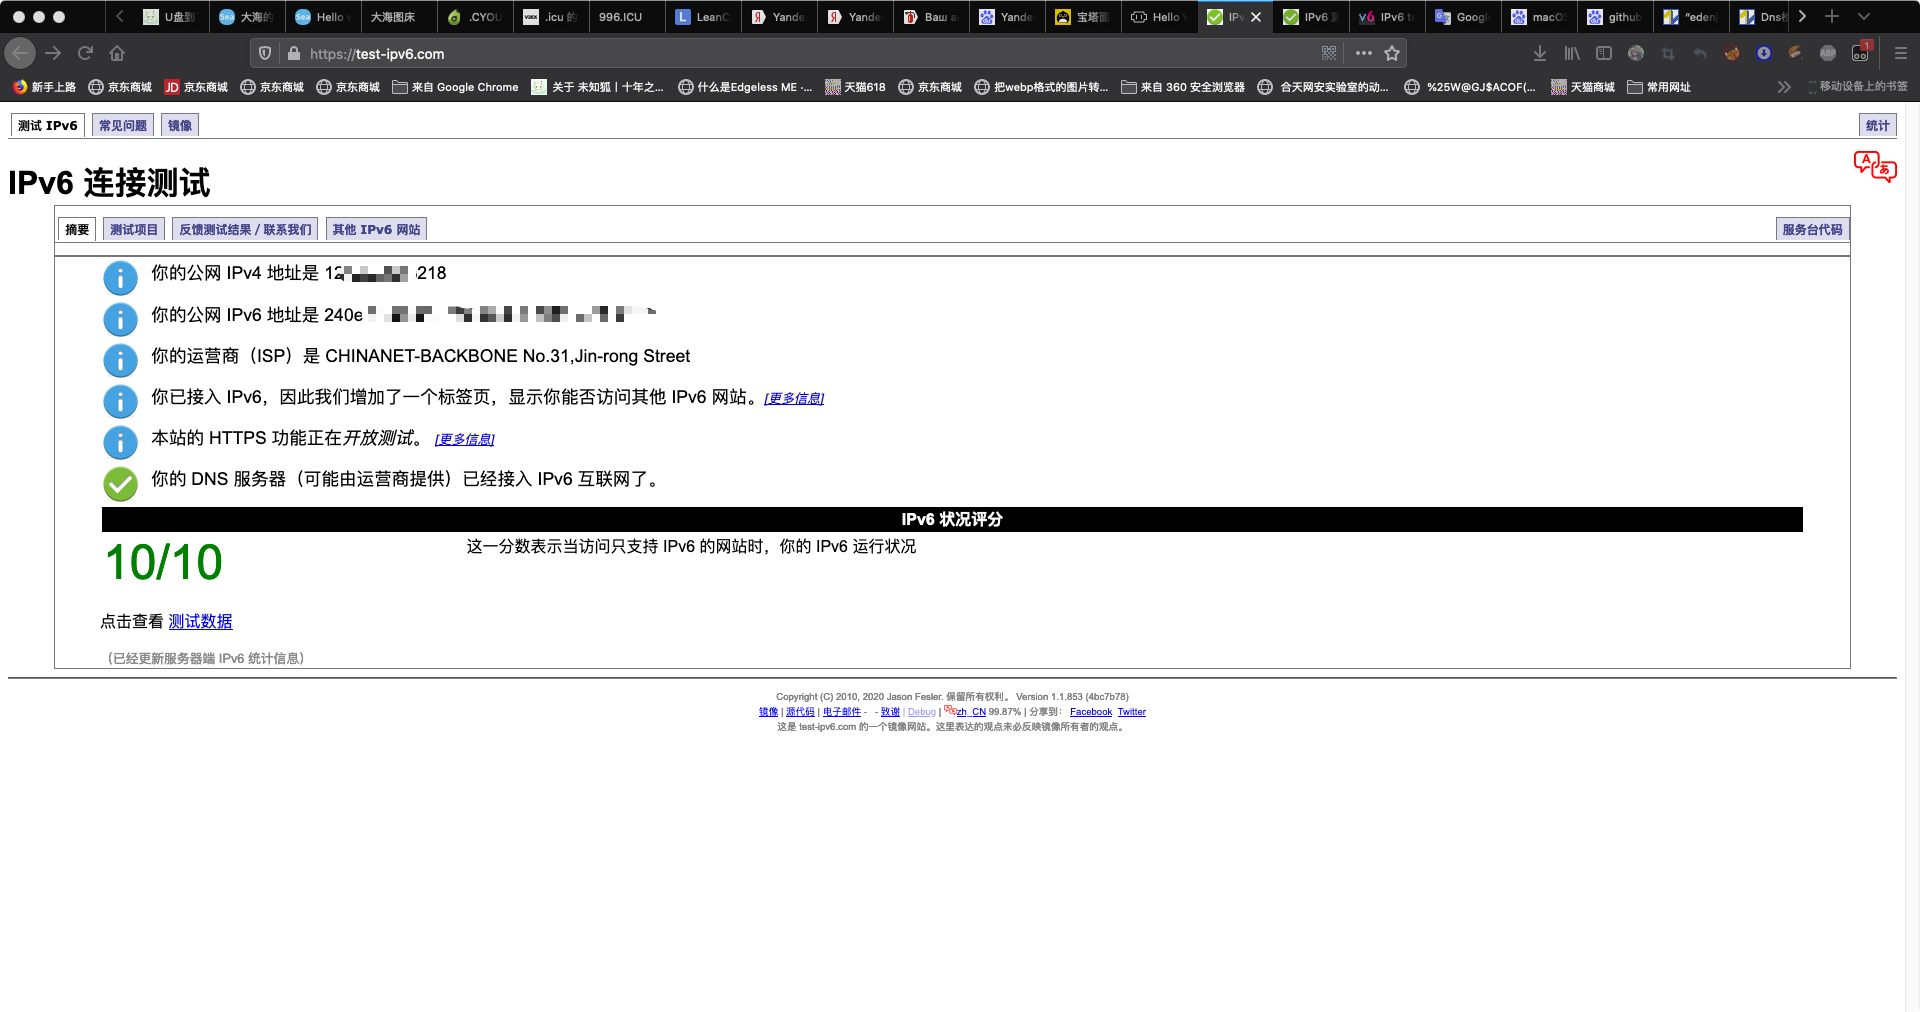 U盘到
大海的
Hello
大海图床
.CYOU
.icu 的
996.ICU
LeanC
Yande
Yande
Ваш а
Yande
宝塔面
Hello
IPv
IPv6 测
IPv6 te
Google
macO
github
Dns
https://test-ipv6.com
新手上路
京东商城
京东商城
京东商城
京东商城
来自 Google Chrome
关于 未知狐丨十年之...
什么是Edgeless ME ·...
天猫618
京东商城
把webp格式的图片转...
来自 360 安全浏览器
合天网安实验室的动...
%25W@GJ$ACOF(...
天猫商城
常用网址
移动设备上的书签
测试 IPv6
常见问题
镜像
统计
IPv6 连接测试
摘要
测试项目
反馈测试结果 / 联系我们
其他 IPv6 网站
服务台代码
你的公网 IPv4 地址是 12 218
你的公网 IPv6 地址是 240e
你的运营商（ISP）是 CHINANET-BACKBONE No.31,Jin-rong Street
你已接入 IPv6，因此我们增加了一个标签页，显示你能否访问其他 IPv6 网站。[更多信息]
本站的 HTTPS 功能正在开放测试。 [更多信息]
你的 DNS 服务器（可能由运营商提供）已经接入 IPv6 互联网了。
IPv6 状况评分
10/10
这一分数表示当访问只支持 IPv6 的网站时，你的 IPv6 运行状况
点击查看 测试数据
（已经更新服务器端 IPv6 统计信息）
Copyright (C) 2010, 2020 Jason Fesler. 保留所有权利。 Version 1.1.853 (4bc7b78)
镜像 | 源代码 | 电子邮件 - - 致谢 | Debug | zh_CN 99.87% | 分享到： Facebook Twitter
这是 test-ipv6.com 的一个镜像网站。这里表达的观点未必反映镜像所有者的观点。